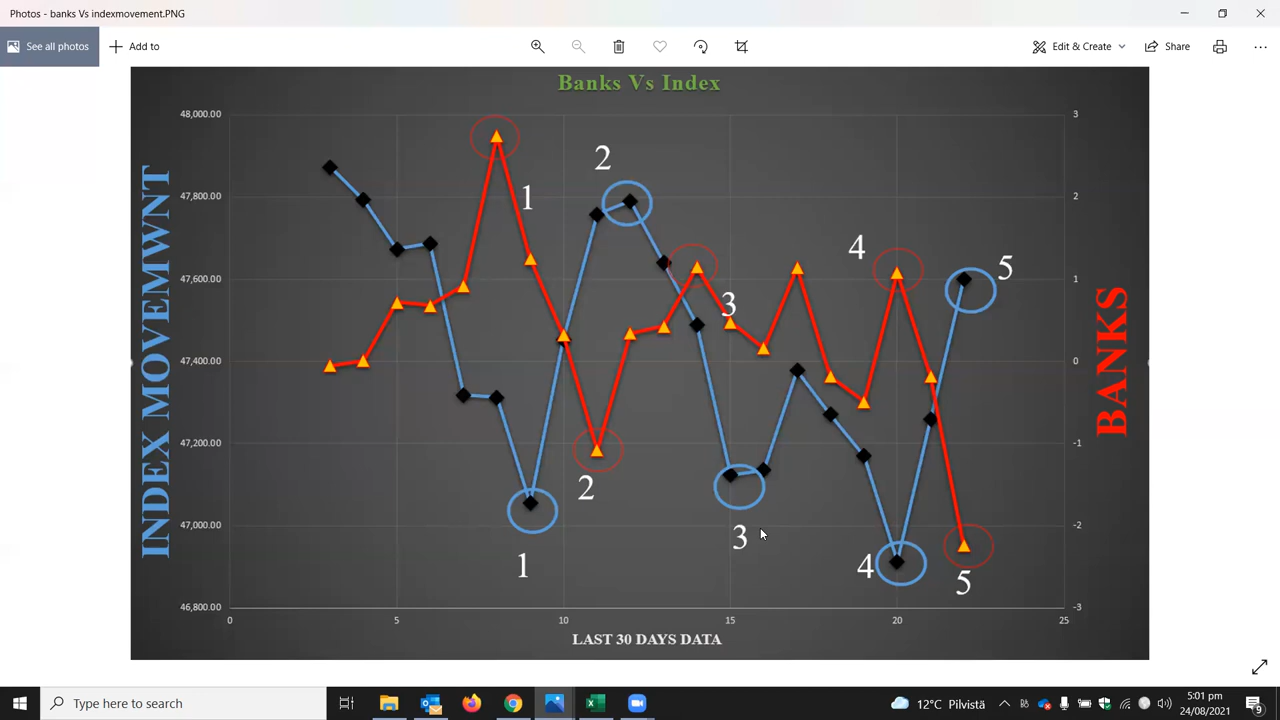 Photos - banks Vs indexmovement.PNG
See all photos
Add to
Edit & Create
Share
Banks Vs Index
INDEX MOVEMWNT
48,000.00
47,800.00
47,600.00
47,400.00
47,200.00
47,000.00
46,800.00
1
2
3
4
5
1
2
3
4
5
3
2
1
0
-1
-2
-3
BANKS
0 5 10 15 20 25
LAST 30 DAYS DATA
Type here to search
12°C Pilvistä
5:01 pm
24/08/2021
9